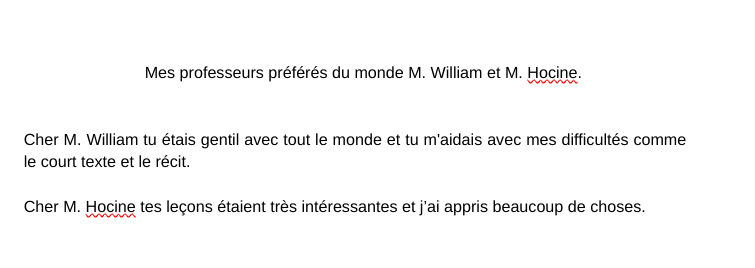 Mes professeurs préférés du monde M. William et M. Hocine.
Cher M. William tu étais gentil avec tout le monde et tu m'aidais avec mes difficultés comme
le court texte et le récit.
Cher M. Hocine tes leçons étaient très intéressantes et j’ai appris beaucoup de choses.